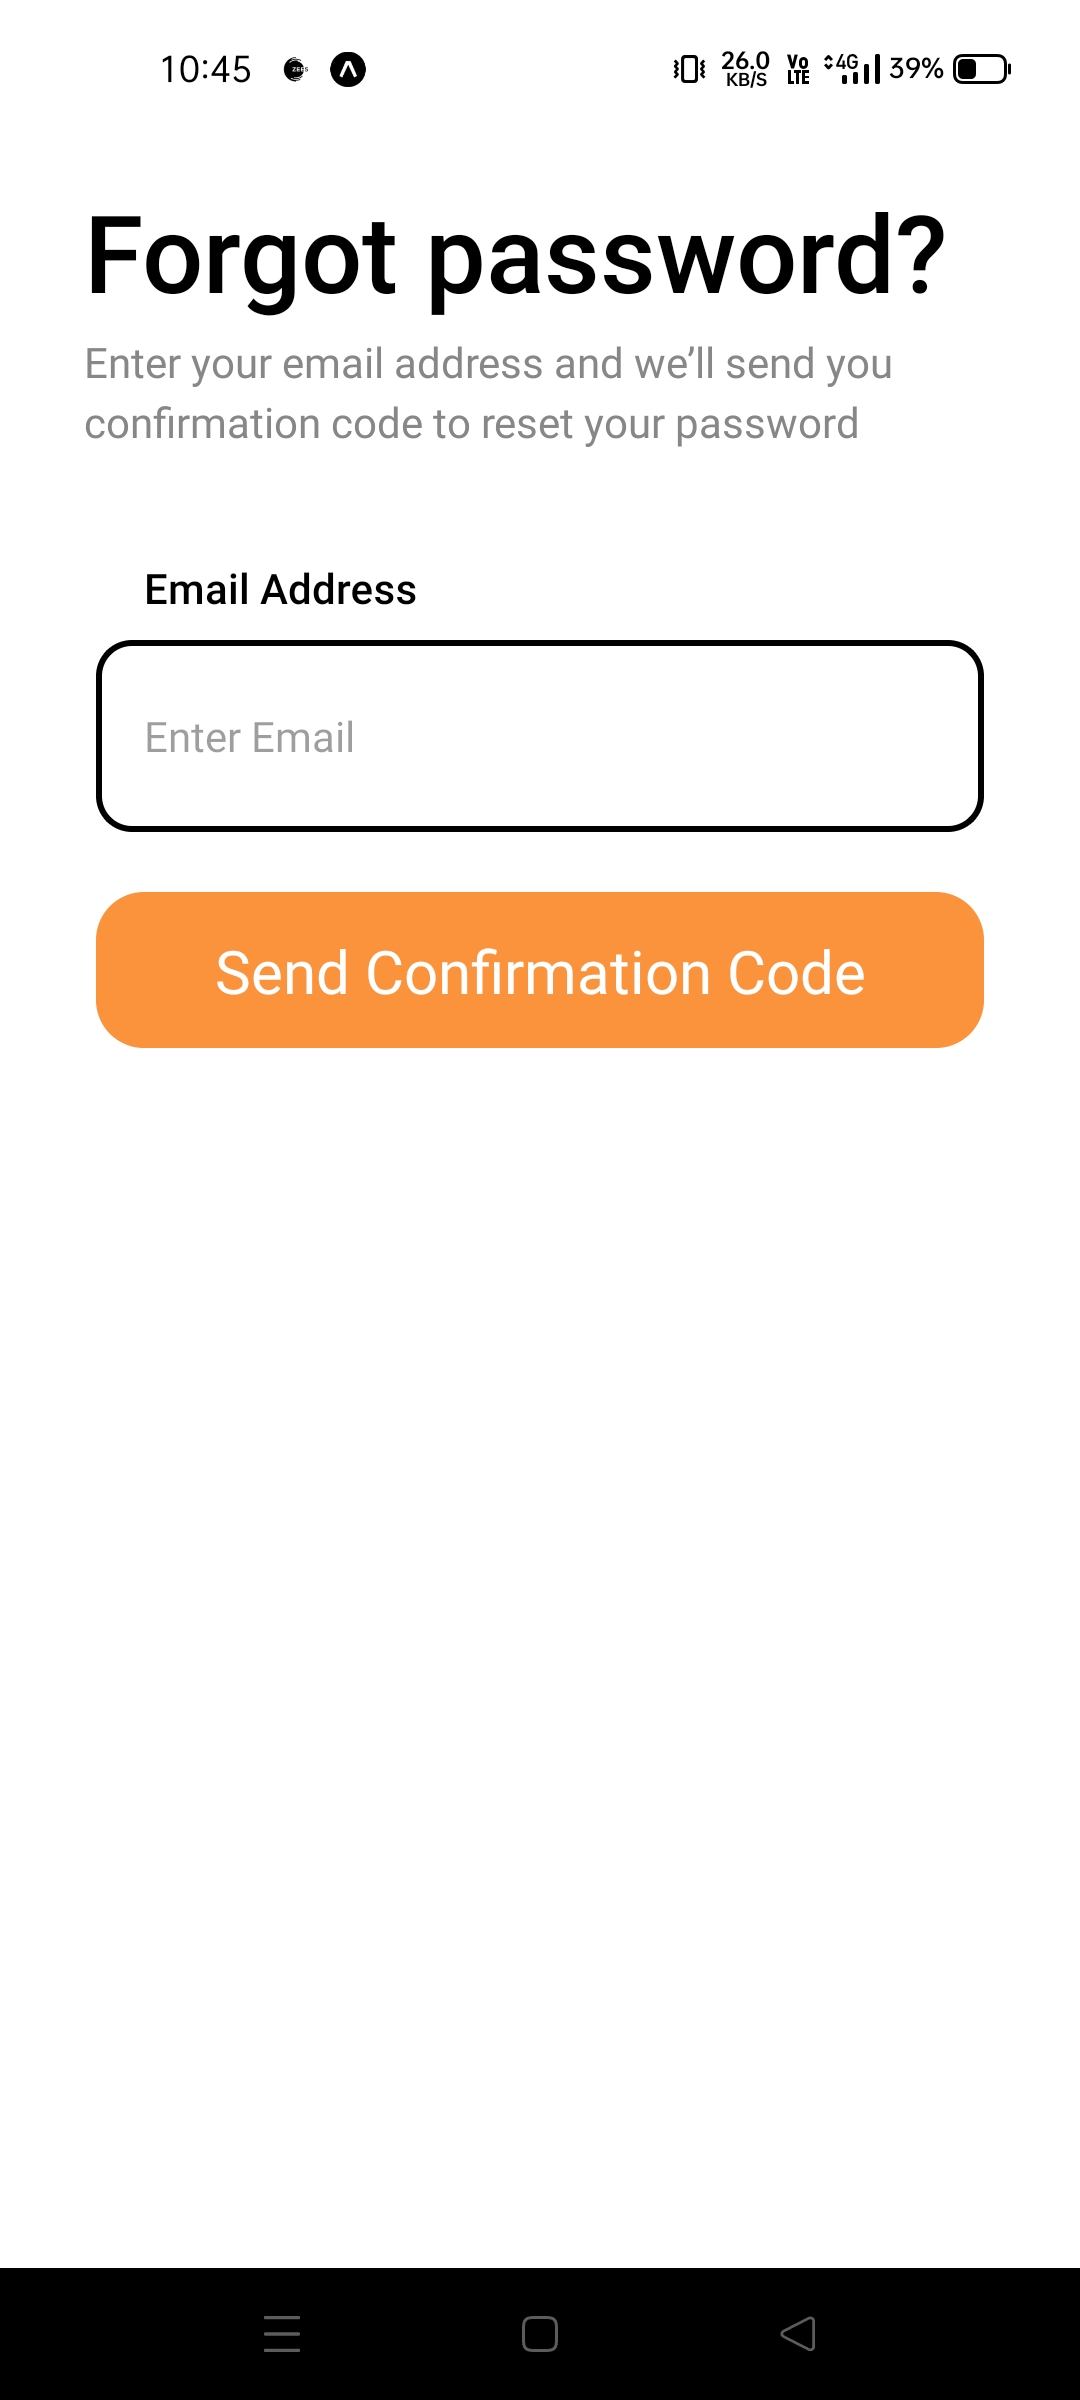 10:45 26.0 KB/S Vo LTE 4G 39%
Forgot password?
Enter your email address and we’ll send you
confirmation code to reset your password
Email Address
Enter Email
Send Confirmation Code